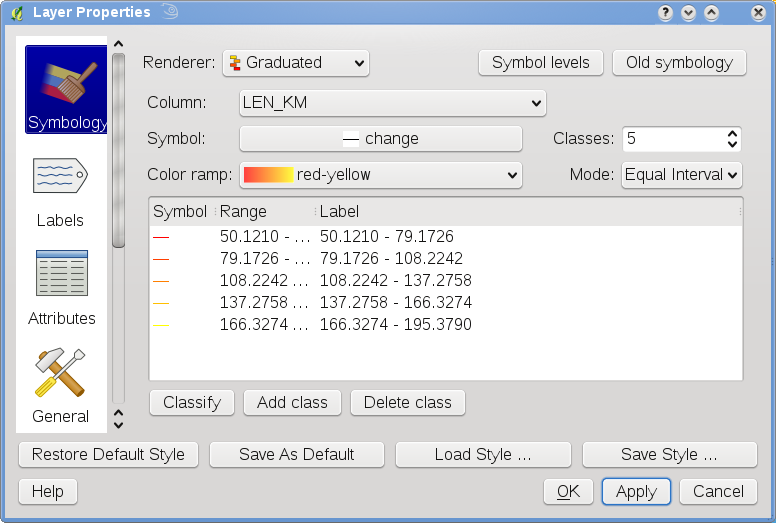 Layer Properties
Renderer: Graduated Symbol levels Old symbology
Symbology
Column: LEN_KM
Symbol: change Classes: 5
Color ramp: red-yellow Mode: Equal Interval
Labels
Symbol Range Label
50.1210 - ... 50.1210 - 79.1726
79.1726 - ... 79.1726 - 108.2242
108.2242 ... 108.2242 - 137.2758
137.2758 ... 137.2758 - 166.3274
166.3274 ... 166.3274 - 195.3790
Attributes
General
Classify Add class Delete class
Restore Default Style Save As Default Load Style ... Save Style ...
Help OK Apply Cancel